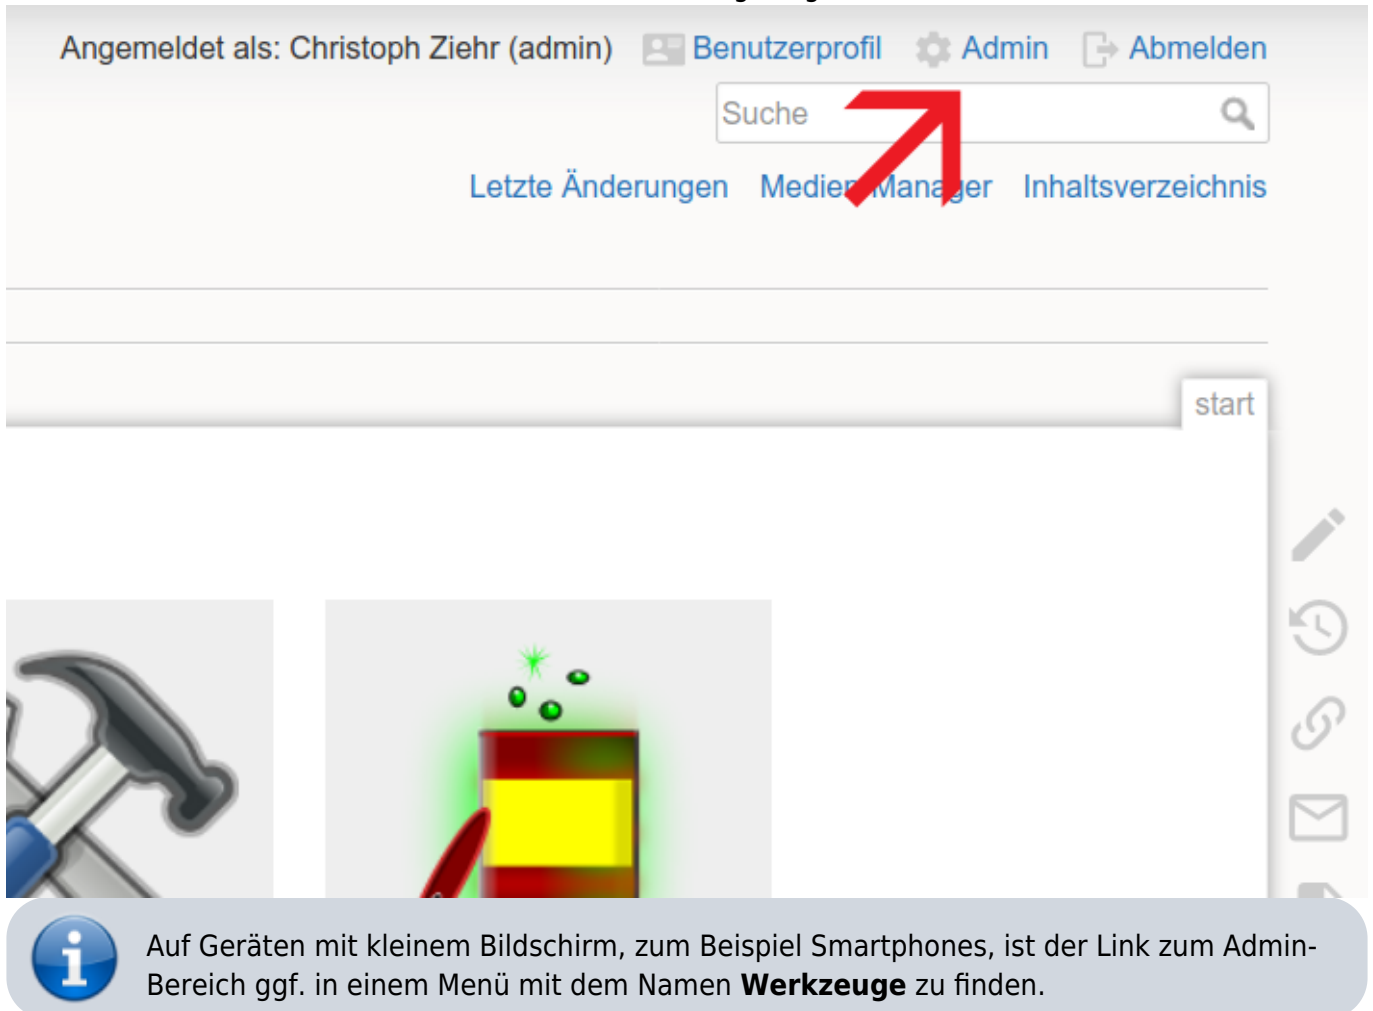 Angemeldet als: Christoph Ziehr (admin) Benutzerprofil Admin Abmelden
Suche
Letzte Änderungen Medien-Manager Inhaltsverzeichnis
start
Auf Geräten mit kleinem Bildschirm, zum Beispiel Smartphones, ist der Link zum Admin-
Bereich ggf. in einem Menü mit dem Namen Werkzeuge zu finden.